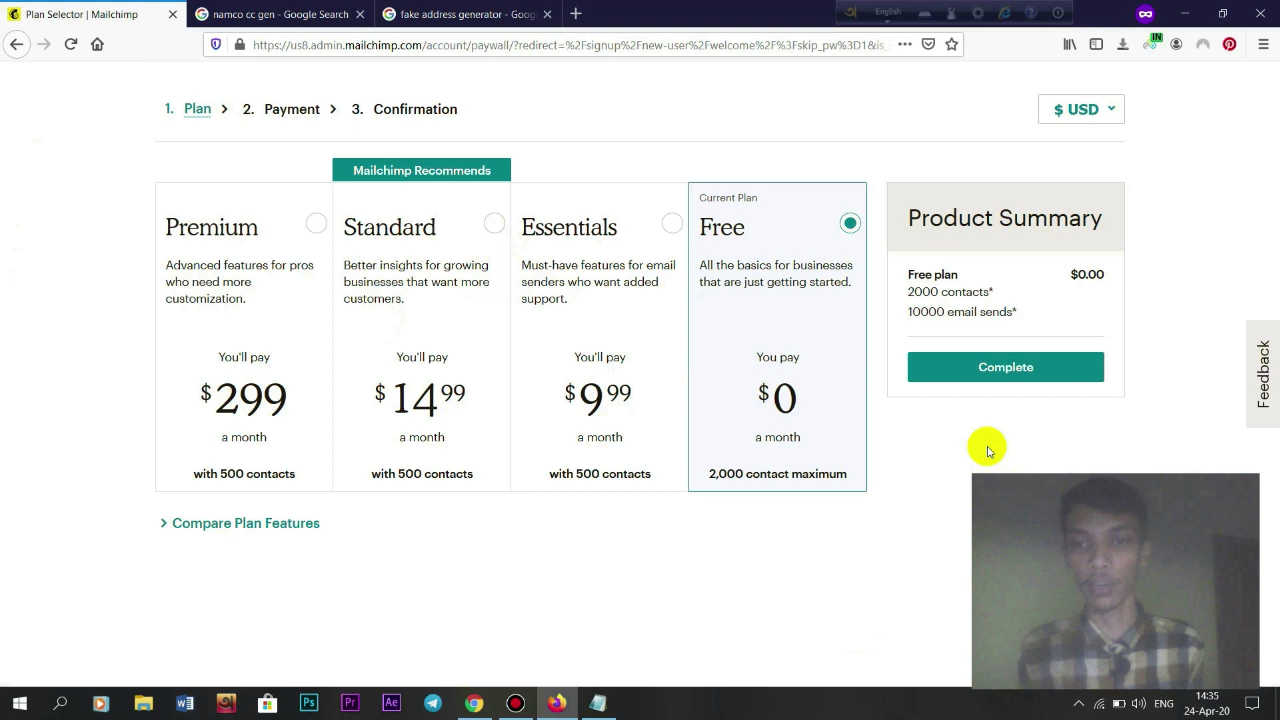 Plan Selector | Mailchimp
namco cc gen - Google Search
fake address generator - Goog
English
https://us8.admin.mailchimp.com/account/paywall/?redirect=%2Fsignup%2Fnew-user%2Fwelcome%2F%3Fskip_pw%3D1&is_
IN
1. Plan > 2. Payment > 3. Confirmation
$ USD
Mailchimp Recommends
Premium
Advanced features for pros
who need more
customization.
You'll pay
$299
a month
with 500 contacts
Standard
Better insights for growing
businesses that want more
customers.
You'll pay
$14 99
a month
with 500 contacts
Essentials
Must-have features for email
senders who want added
support.
You'll pay
$9 99
a month
with 500 contacts
Current Plan
Free
All the basics for businesses
that are just getting started.
You pay
$0
a month
2,000 contact maximum
Product Summary
Free plan $0.00
2000 contacts*
10000 email sends*
Complete
Feedback
> Compare Plan Features
Ps
Pr
Ae
ENG
14:35
24-Apr-20